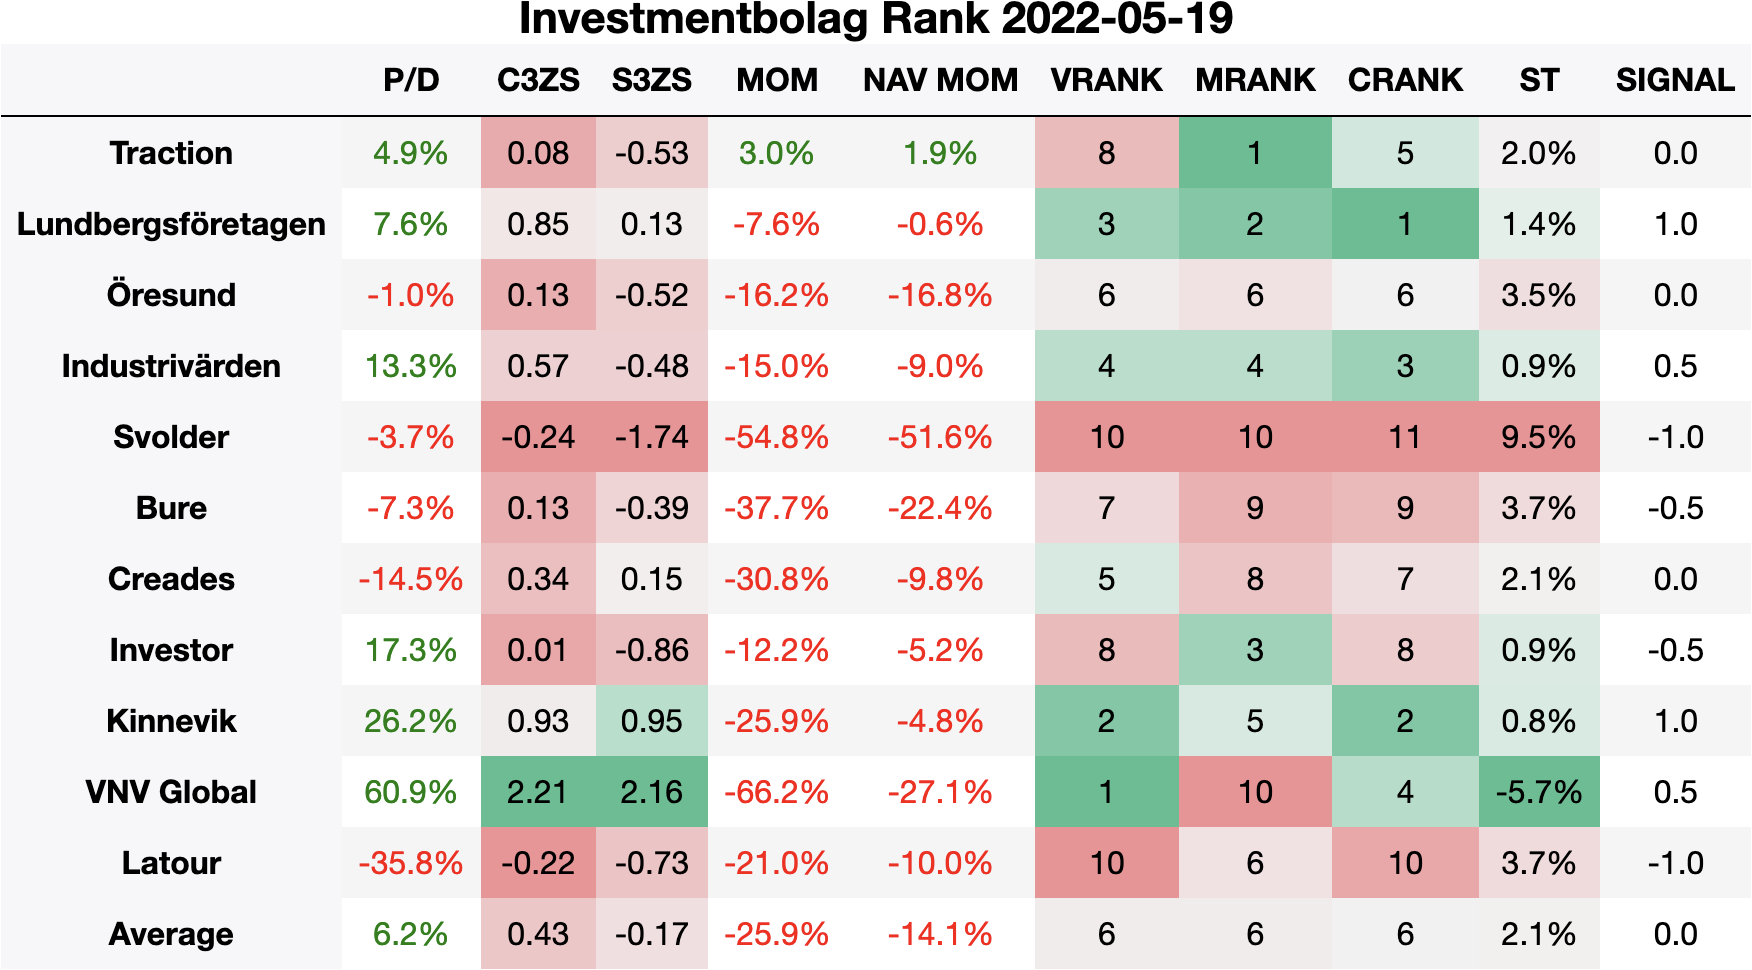 Investmentbolag Rank 2022-05-19
P/D C3ZS S3ZS MOM NAV MOM VRANK MRANK CRANK ST SIGNAL
Traction 4.9% 0.08 -0.53 3.0% 1.9% 8 1 5 2.0% 0.0
Lundbergsföretagen 7.6% 0.85 0.13 -7.6% -0.6% 3 2 1 1.4% 1.0
Öresund -1.0% 0.13 -0.52 -16.2% -16.8% 6 6 6 3.5% 0.0
Industrivärden 13.3% 0.57 -0.48 -15.0% -9.0% 4 4 3 0.9% 0.5
Svolder -3.7% -0.24 -1.74 -54.8% -51.6% 10 10 11 9.5% -1.0
Bure -7.3% 0.13 -0.39 -37.7% -22.4% 7 9 9 3.7% -0.5
Creades -14.5% 0.34 0.15 -30.8% -9.8% 5 8 7 2.1% 0.0
Investor 17.3% 0.01 -0.86 -12.2% -5.2% 8 3 8 0.9% -0.5
Kinnevik 26.2% 0.93 0.95 -25.9% -4.8% 2 5 2 0.8% 1.0
VNV Global 60.9% 2.21 2.16 -66.2% -27.1% 1 10 4 -5.7% 0.5
Latour -35.8% -0.22 -0.73 -21.0% -10.0% 10 6 10 3.7% -1.0
Average 6.2% 0.43 -0.17 -25.9% -14.1% 6 6 6 2.1% 0.0